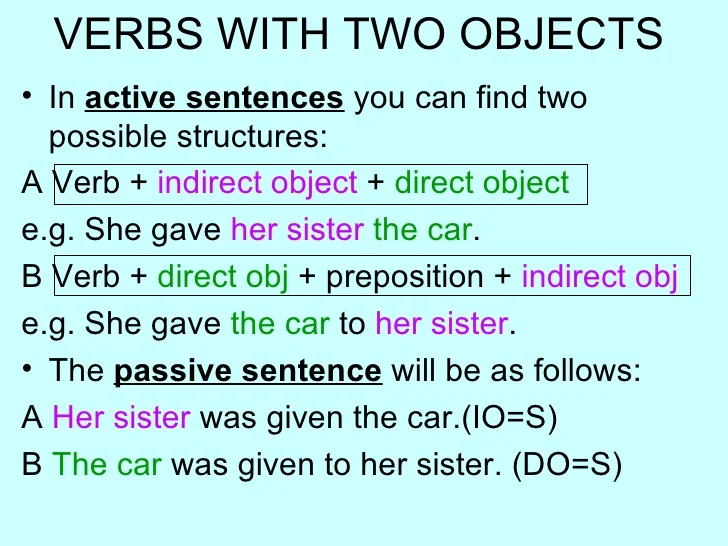 VERBS WITH TWO OBJECTS
• In active sentences you can find two
possible structures:
A Verb + indirect object + direct object
e.g. She gave her sister the car.
B Verb + direct obj + preposition + indirect obj
e.g. She gave the car to her sister.
• The passive sentence will be as follows:
A Her sister was given the car.(IO=S)
B The car was given to her sister. (DO=S)